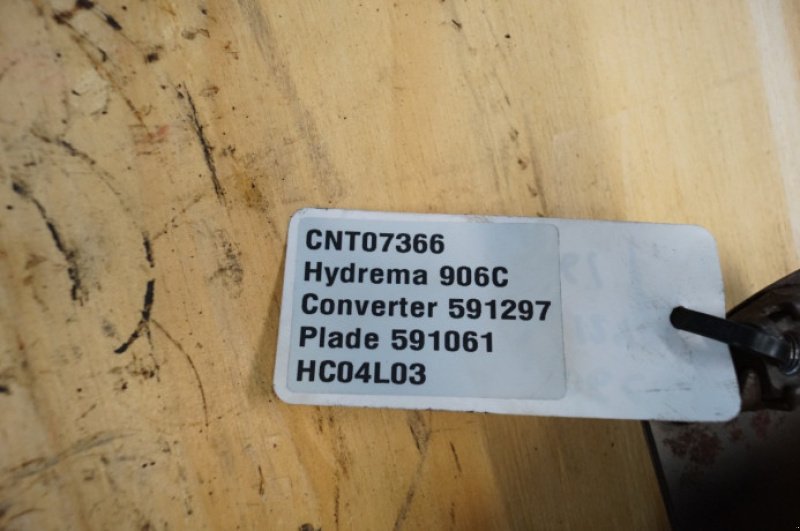 CNT07366
Hydrema 906C
Converter 591297
Plade 591061
HC04L03